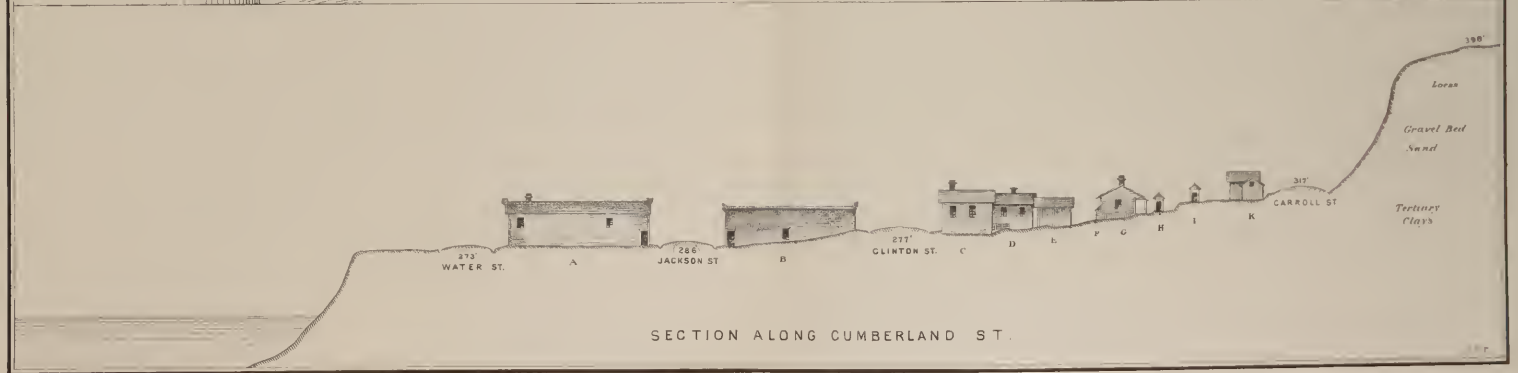 398'
Loess
Gravel Bed
Sand
Tertiary
Clays
317'
CARROLL ST
K
I
H
G
F
E
D
C
277'
CLINTON ST.
B
286'
JACKSON ST
A
273'
WATER ST.
SECTION ALONG CUMBERLAND ST.